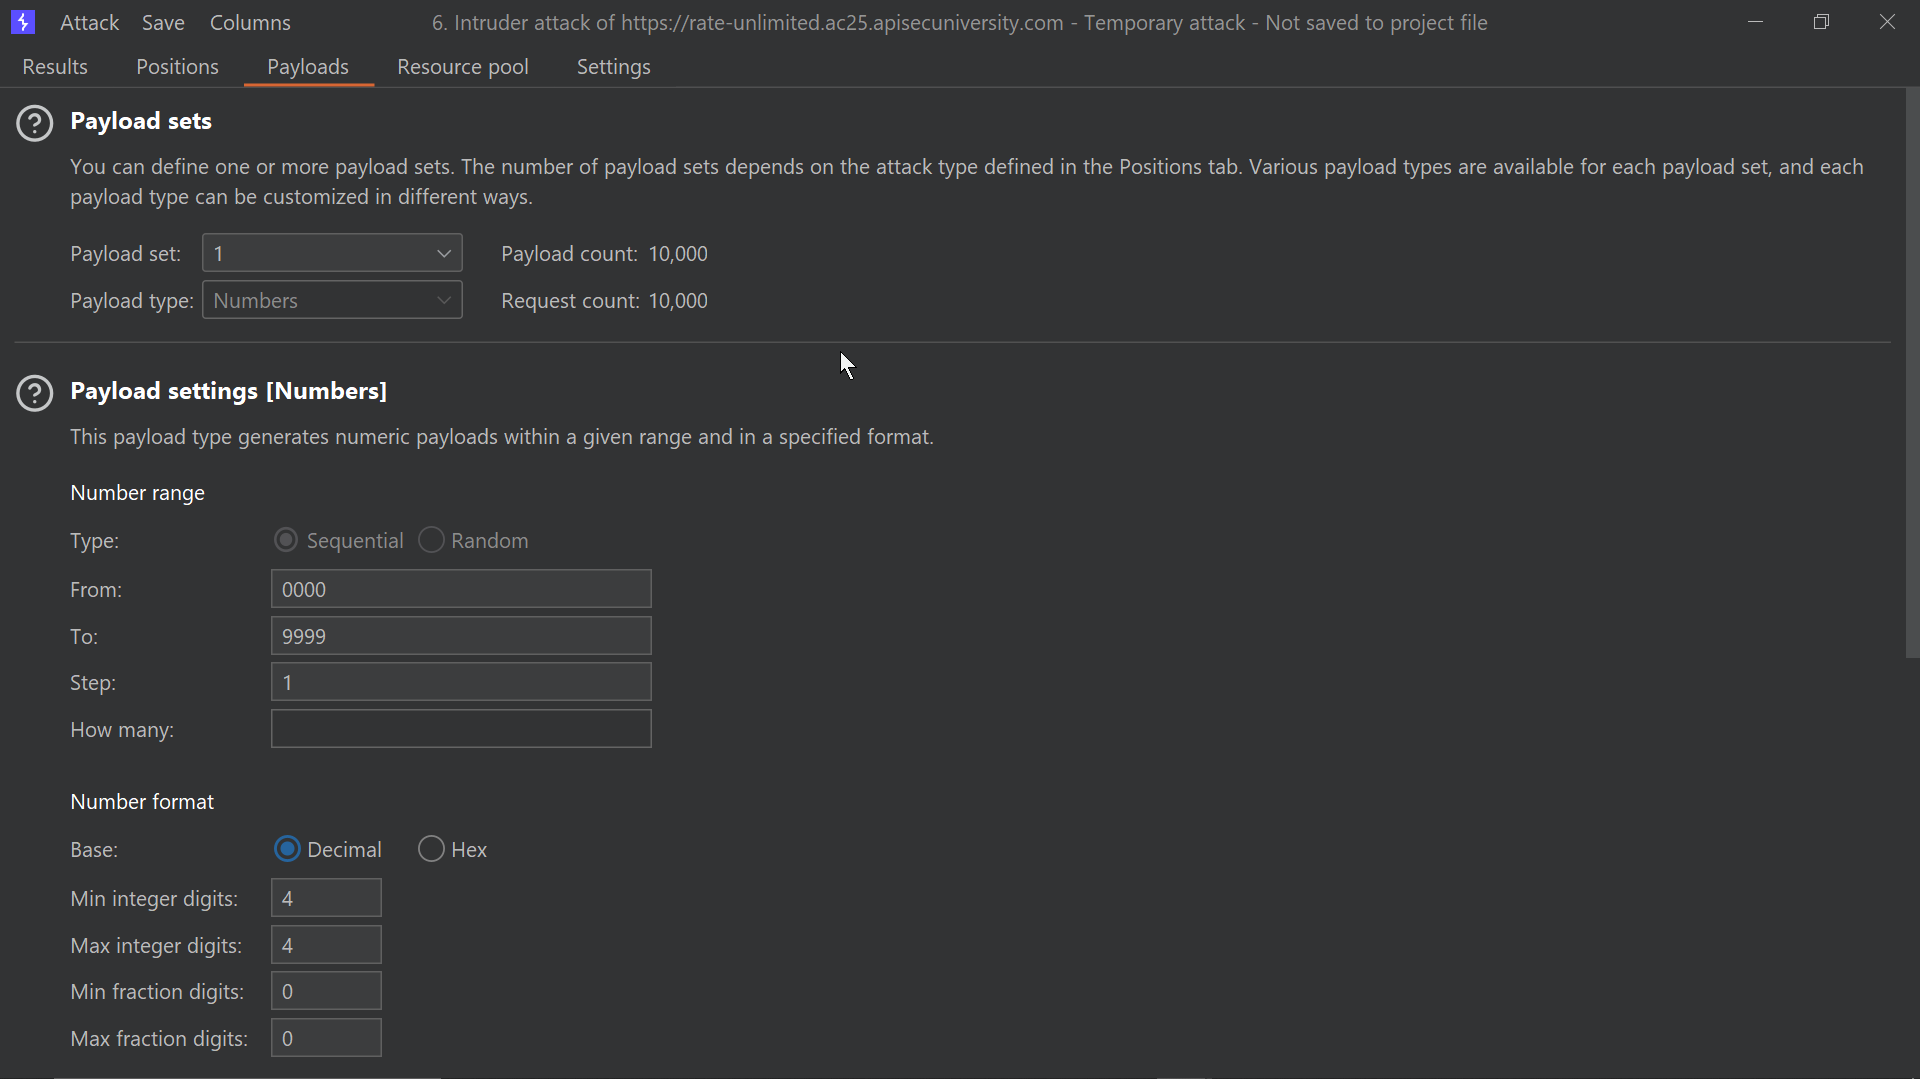 Attack Save Columns 6. Intruder attack of https://rate-unlimited.ac25.apisecuniversity.com - Temporary attack - Not saved to project file
Results Positions Payloads Resource pool Settings
Payload sets
You can define one or more payload sets. The number of payload sets depends on the attack type defined in the Positions tab. Various payload types are available for each payload set, and each
payload type can be customized in different ways.
Payload set: 1 Payload count: 10,000
Payload type: Numbers Request count: 10,000
Payload settings [Numbers]
This payload type generates numeric payloads within a given range and in a specified format.
Number range
Type: Sequential Random
From: 0000
To: 9999
Step: 1
How many:
Number format
Base: Decimal Hex
Min integer digits: 4
Max integer digits: 4
Min fraction digits: 0
Max fraction digits: 0